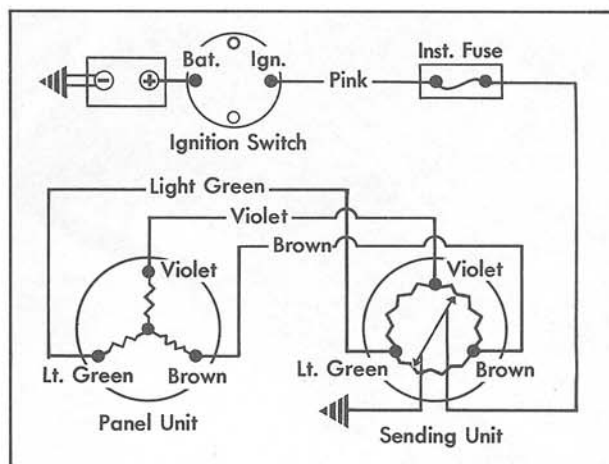 Bat. Ign.
Inst. Fuse
Pink
Ignition Switch
Light Green
Violet
Brown
Violet
Violet
Lt. Green
Brown
Lt. Green
Brown
Panel Unit
Sending Unit